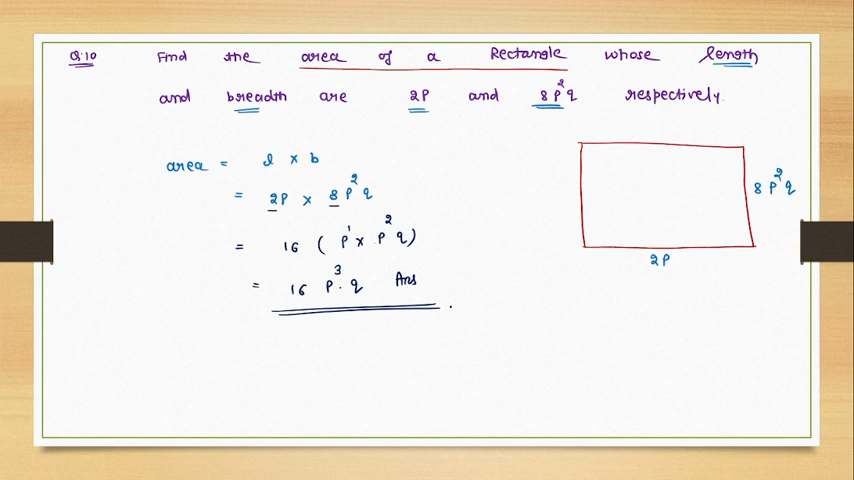 Q:10 Find the area of a Rectangle whose length
and breadth are 2P and 8P²q respectively.
area = l × b
= 2P × 8P²q
= 16 (P¹ × P²q)
= 16 P³.q Ans
8P²q
2P